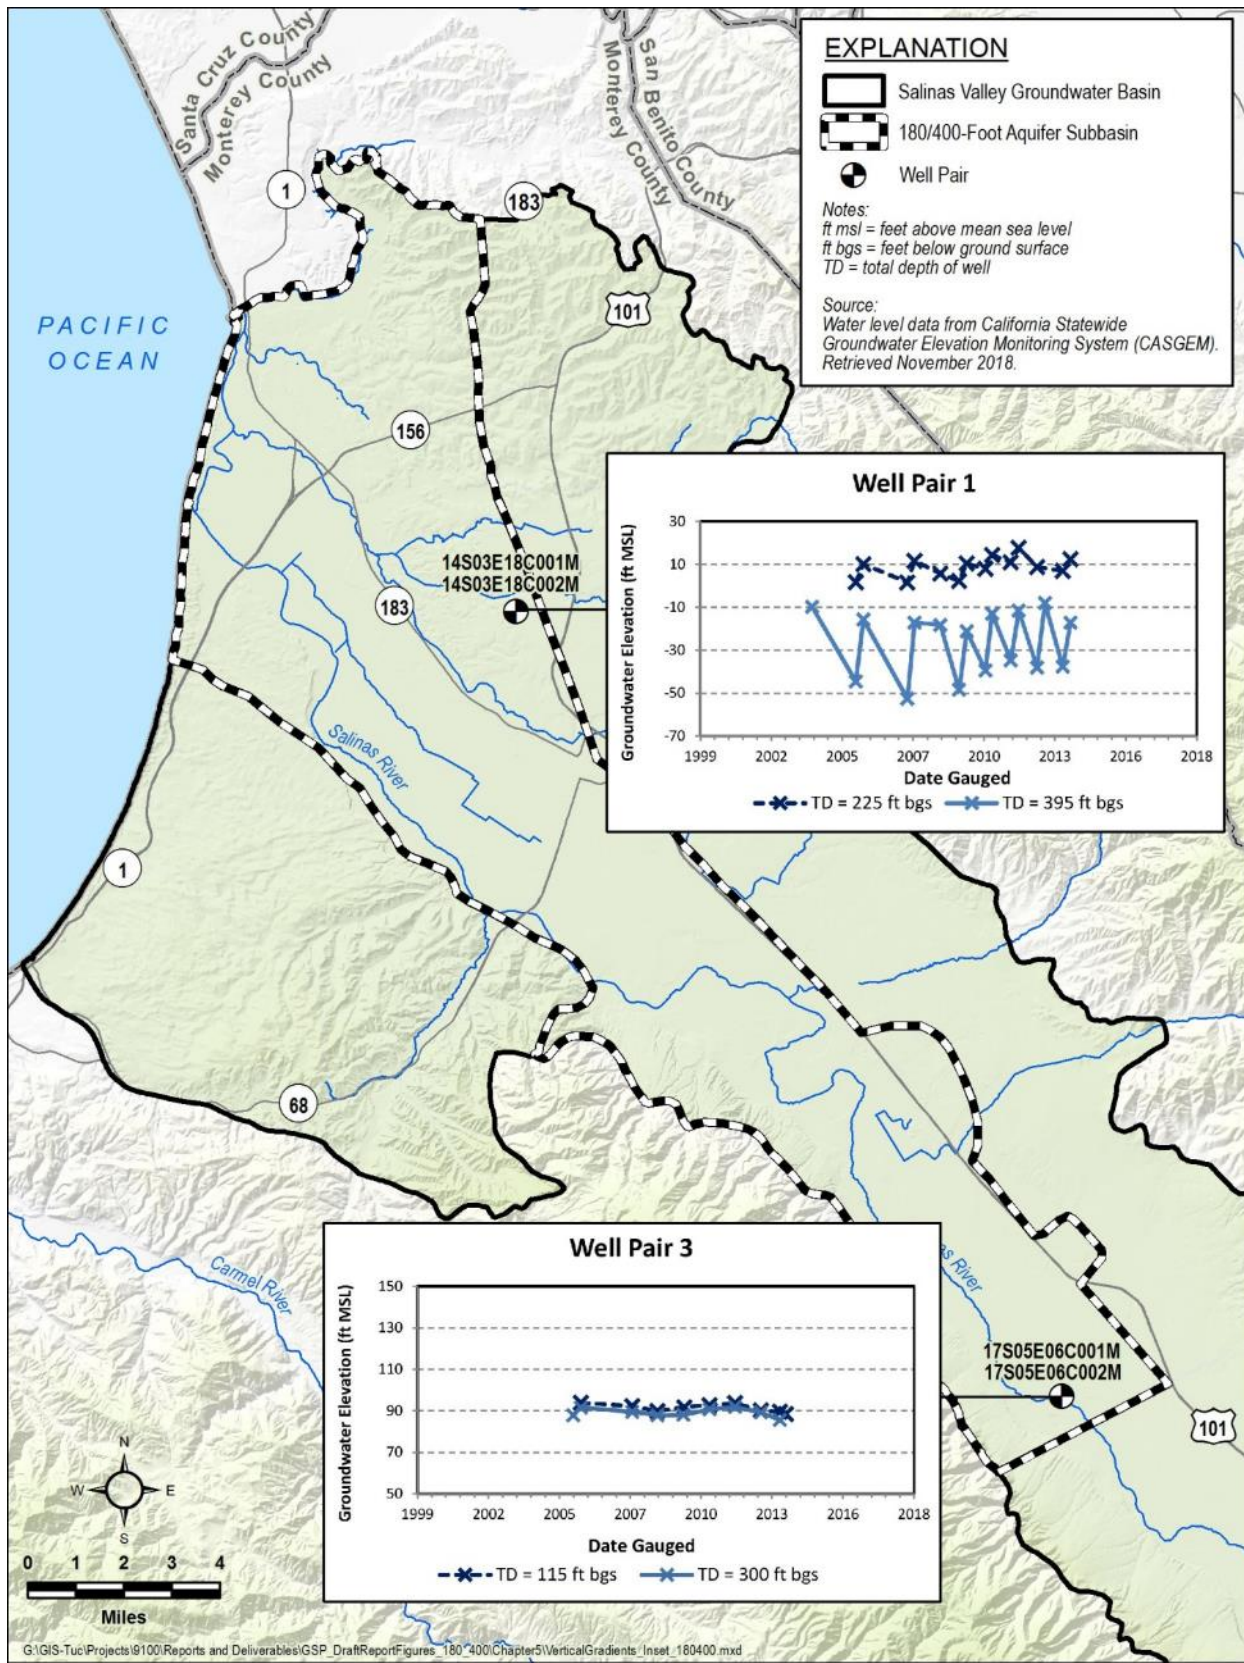 Santa Cruz County
Monterey County
San Benito County
Monterey County
EXPLANATION
Salinas Valley Groundwater Basin
180/400-Foot Aquifer Subbasin
Well Pair
Notes:
ft msl = feet above mean sea level
ft bgs = feet below ground surface
TD = total depth of well
Source:
Water level data from California Statewide
Groundwater Elevation Monitoring System (CASGEM).
Retrieved November 2018.
1
183
101
PACIFIC
OCEAN
156
14S03E18C001M
14S03E18C002M
183
Salinas River
1
68
Well Pair 1
Groundwater Elevation (ft MSL)
30
10
-10
-30
-50
-70
1999 2002 2005 2007 2010 2013 2016 2018
Date Gauged
TD = 225 ft bgs TD = 395 ft bgs
Carmel River
as River
17S05E06C001M
17S05E06C002M
101
Well Pair 3
Groundwater Elevation (ft MSL)
150
130
110
90
70
50
1999 2002 2005 2007 2010 2013 2018
Date Gauged
TD = 115 ft bgs TD = 300 ft bgs
N
W E
S
0 1 2 3 4
Miles
G:\GIS-Tuc\Projects\9100\Reports and Deliverables\GSP_DraftReportFigures_180_400\Chapter5\VerticalGradients_Inset_180400.mxd